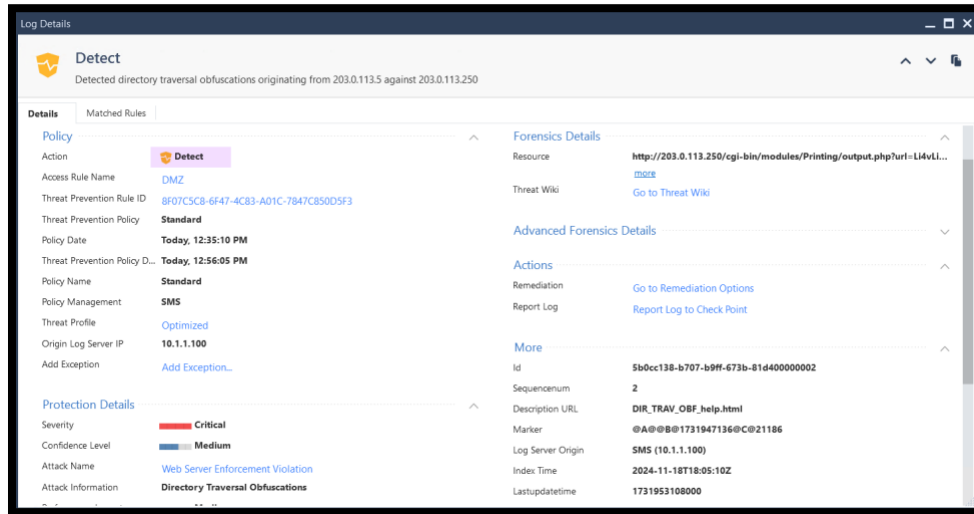 Log Details
Detect
Detected directory traversal obfuscations originating from 203.0.113.5 against 203.0.113.250
Details Matched Rules
Policy
Action Detect
Access Rule Name DMZ
Threat Prevention Rule ID 8F07C5C8-6F47-4C83-A01C-7847C850D5F3
Threat Prevention Policy Standard
Policy Date Today, 12:35:10 PM
Threat Prevention Policy D... Today, 12:56:05 PM
Policy Name Standard
Policy Management SMS
Threat Profile Optimized
Origin Log Server IP 10.1.1.100
Add Exception Add Exception...
Protection Details
Severity Critical
Confidence Level Medium
Attack Name Web Server Enforcement Violation
Attack Information Directory Traversal Obfuscations
Forensics Details
Resource http://203.0.113.250/cgi-bin/modules/Printing/output.php?url=Li4vLi...
more
Threat Wiki Go to Threat Wiki
Advanced Forensics Details
Actions
Remediation Go to Remediation Options
Report Log Report Log to Check Point
More
Id 5b0cc138-b707-b9ff-673b-81d400000002
Sequencenum 2
Description URL DIR_TRAV_OBF_help.html
Marker @A@@B@1731947136@C@21186
Log Server Origin SMS (10.1.1.100)
Index Time 2024-11-18T18:05:10Z
Lastupdatetime 1731953108000